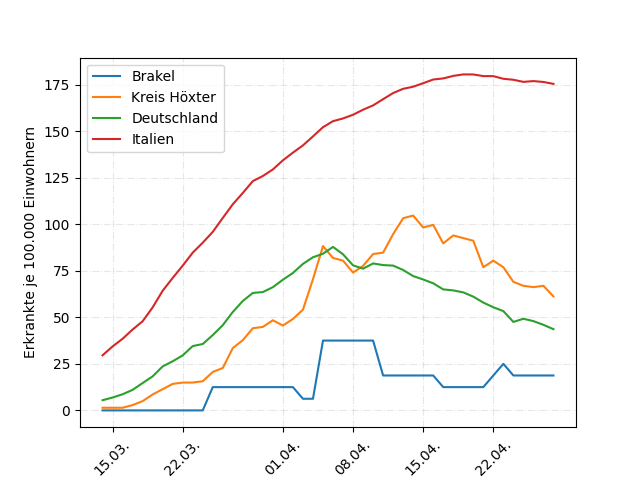 Brakel
Kreis Höxter
Deutschland
Italien
Erkrankte je 100.000 Einwohnern
175
150
125
100
75
50
25
0
15.03.
22.03.
01.04.
08.04.
15.04.
22.04.